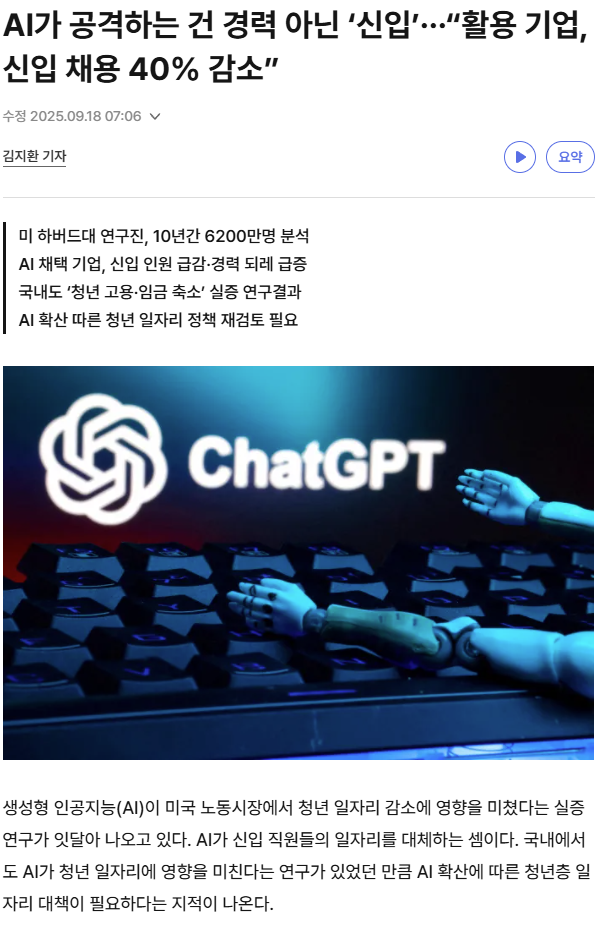 AI가 공격하는 건 경력 아닌 ‘신입’…“활용 기업,
신입 채용 40% 감소”
수정 2025.09.18 07:06
김지환 기자
요약
미 하버드대 연구진, 10년간 6200만명 분석
AI 채택 기업, 신입 인원 급감·경력 되레 급증
국내도 ‘청년 고용·임금 축소’ 실증 연구결과
AI 확산 따른 청년 일자리 정책 재검토 필요
ChatGPT
생성형 인공지능(AI)이 미국 노동시장에서 청년 일자리 감소에 영향을 미쳤다는 실증
연구가 잇달아 나오고 있다. AI가 신입 직원들의 일자리를 대체하는 셈이다. 국내에서
도 AI가 청년 일자리에 영향을 미친다는 연구가 있었던 만큼 AI 확산에 따른 청년층 일
자리 대책이 필요하다는 지적이 나온다.